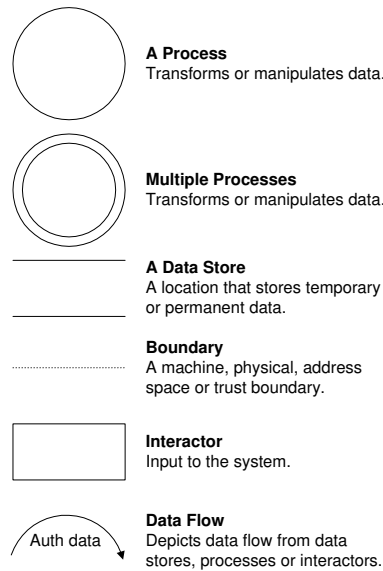 A Process
Transforms or manipulates data.
Multiple Processes
Transforms or manipulates data.
A Data Store
A location that stores temporary
or permanent data.
Boundary
A machine, physical, address
space or trust boundary.
Interactor
Input to the system.
Auth data
Data Flow
Depicts data flow from data
stores, processes or interactors.